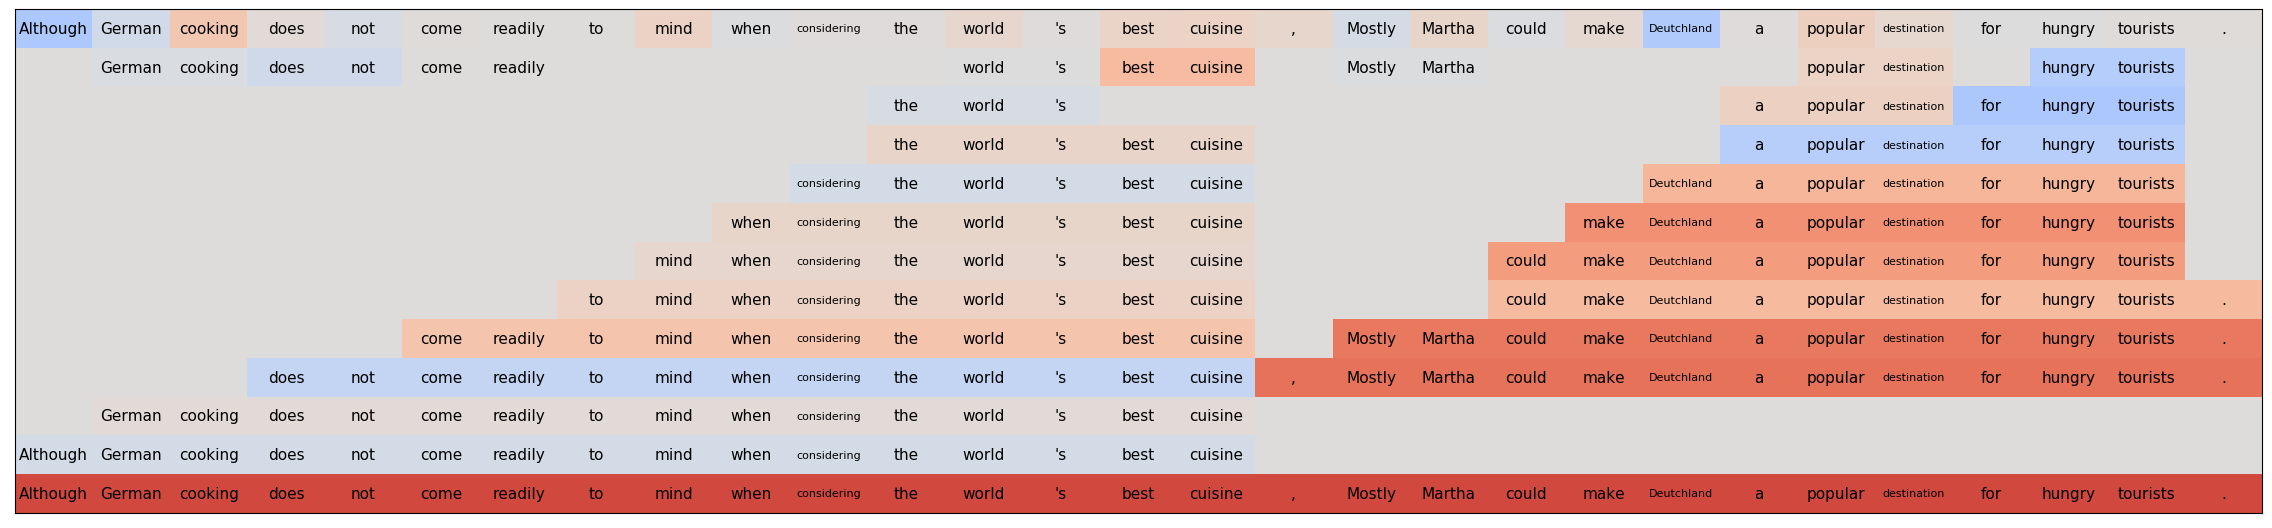 Although German cooking does not come readily to mind when considering the world 's best cuisine , Mostly Martha could make Deutchland a popular destination for hungry tourists .
German cooking does not come readily world 's best cuisine Mostly Martha popular destination hungry tourists
the world 's a popular destination for hungry tourists
the world 's best cuisine a popular destination for hungry tourists
considering the world 's best cuisine Deutchland a popular destination for hungry tourists
when considering the world 's best cuisine make Deutchland a popular destination for hungry tourists
mind when considering the world 's best cuisine could make Deutchland a popular destination for hungry tourists
to mind when considering the world 's best cuisine could make Deutchland a popular destination for hungry tourists .
come readily to mind when considering the world 's best cuisine Mostly Martha could make Deutchland a popular destination for hungry tourists .
does not come readily to mind when considering the world 's best cuisine , Mostly Martha could make Deutchland a popular destination for hungry tourists .
German cooking does not come readily to mind when considering the world 's best cuisine
Although German cooking does not come readily to mind when considering the world 's best cuisine
Although German cooking does not come readily to mind when considering the world 's best cuisine , Mostly Martha could make Deutchland a popular destination for hungry tourists .